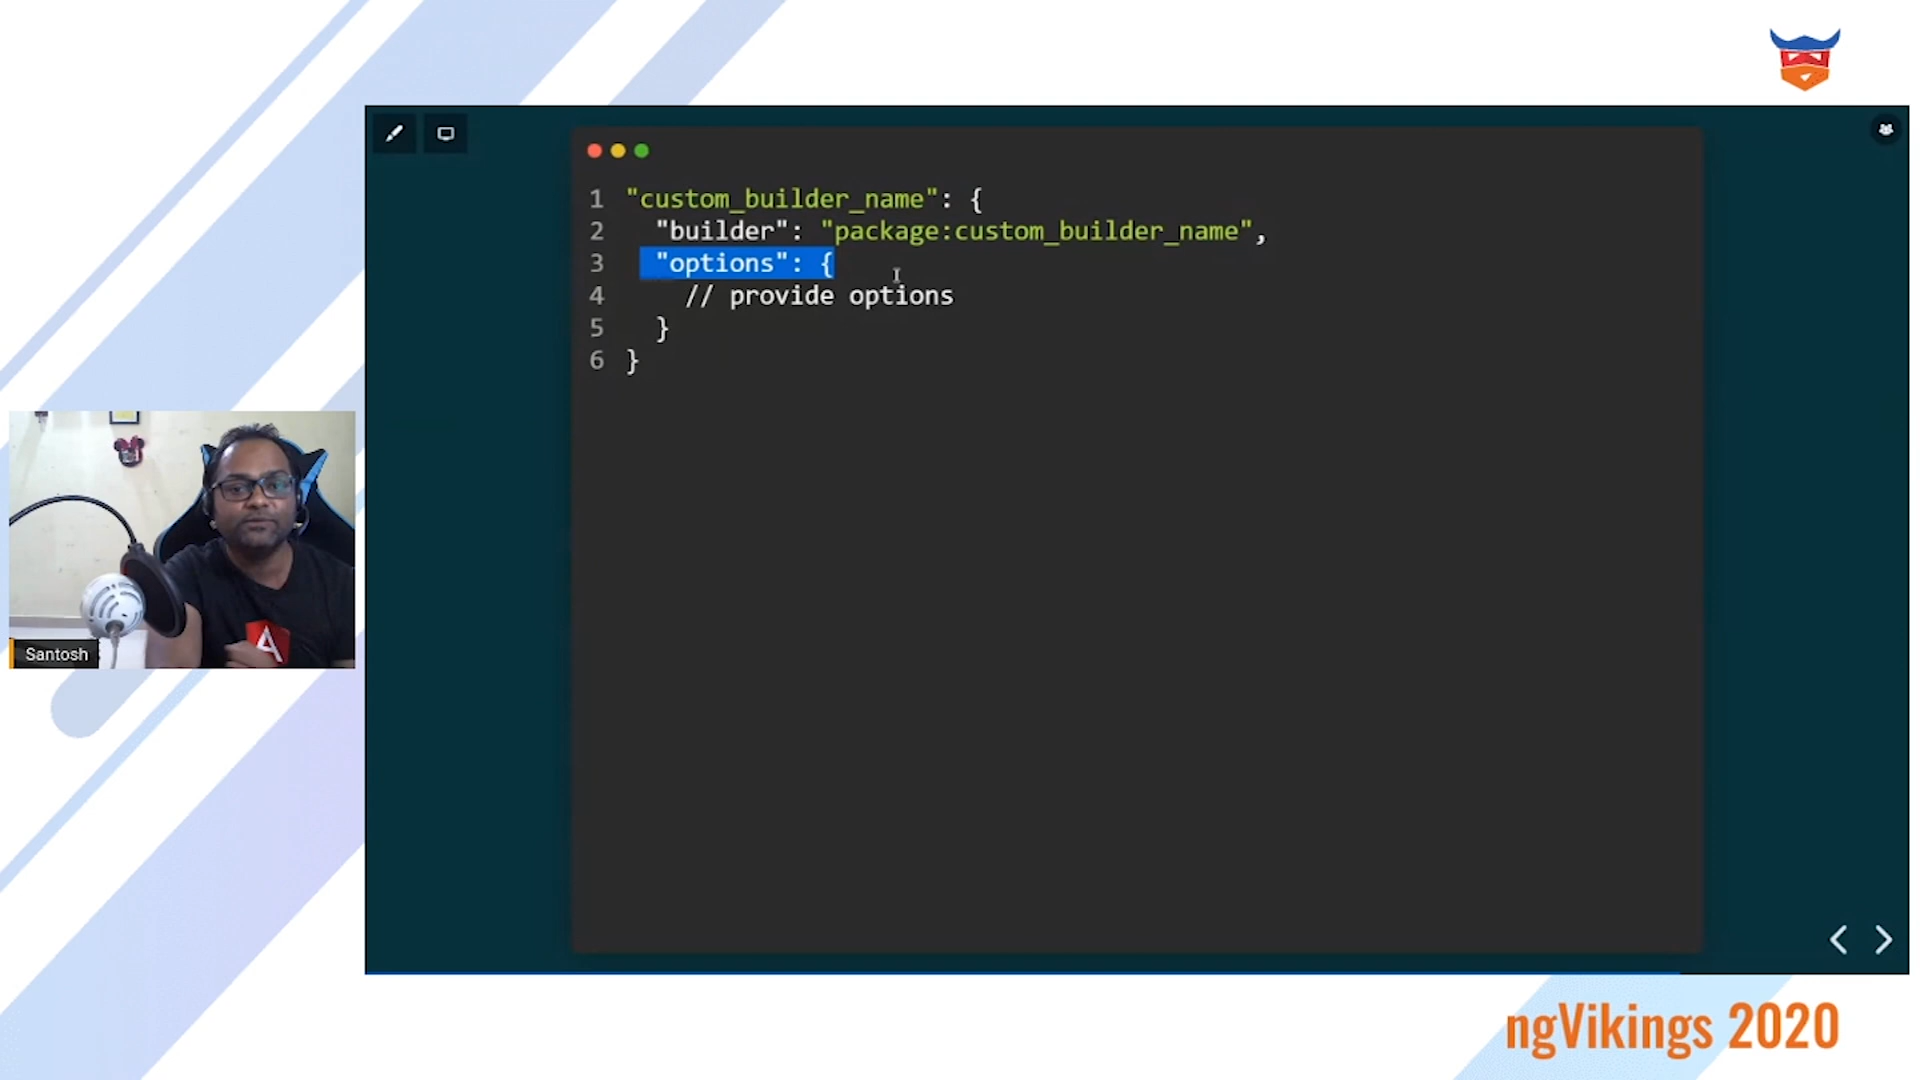 1 "custom_builder_name": {
2 "builder": "package:custom_builder_name",
3 "options": {
4 // provide options
5 }
6 }
Santosh
ngVikings 2020